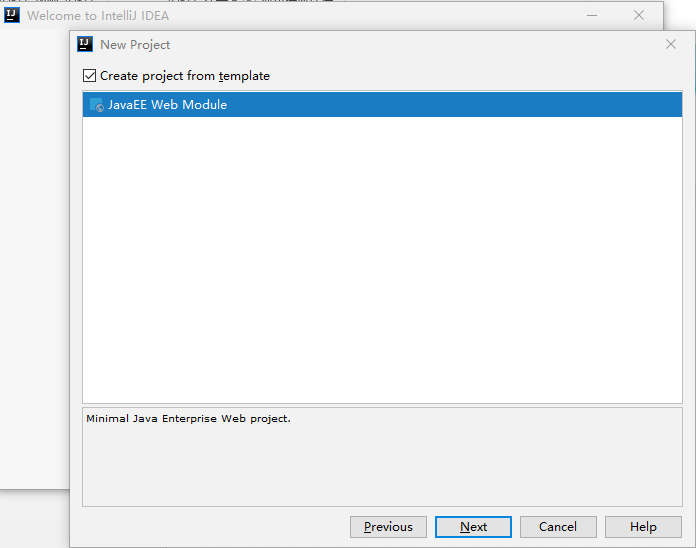 Welcome to IntelliJ IDEA
New Project
Create project from template
JavaEE Web Module
Minimal Java Enterprise Web project.
Previous
Next
Cancel
Help